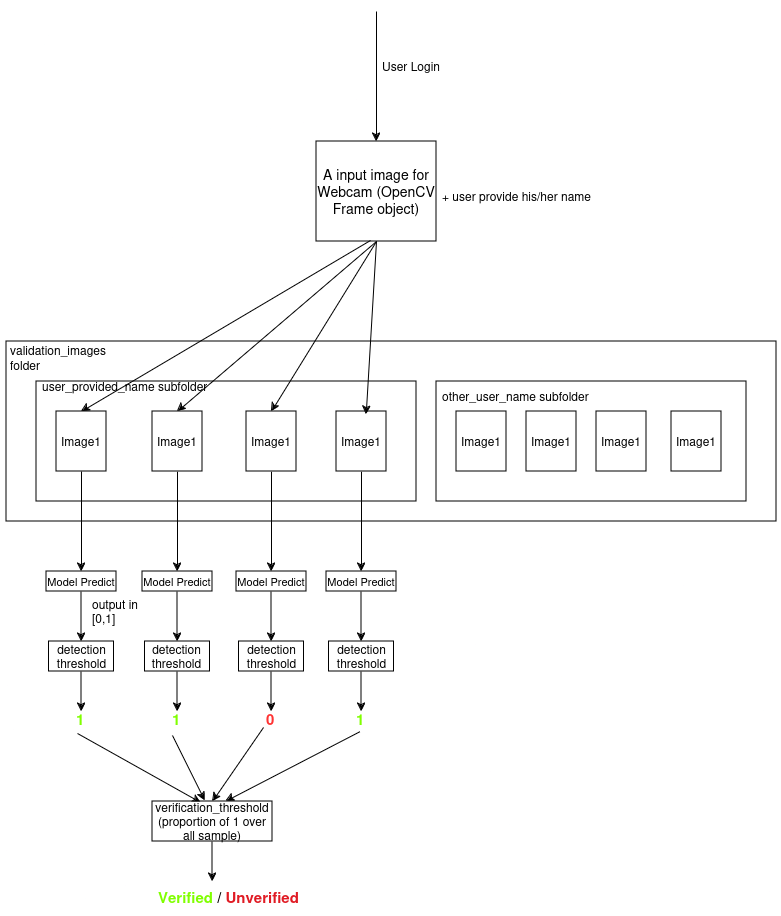 User Login
A input image for
Webcam (OpenCV
Frame object)
+ user provide his/her name
validation_images
folder
user_provided_name subfolder
other_user_name subfolder
Image1 Image1 Image1 Image1 Image1 Image1 Image1 Image1
Model Predict Model Predict Model Predict Model Predict
output in
[0,1]
detection detection detection detection
threshold threshold threshold threshold
1 1 0 1
verification_threshold
(proportion of 1 over
all sample)
Verified / Unverified